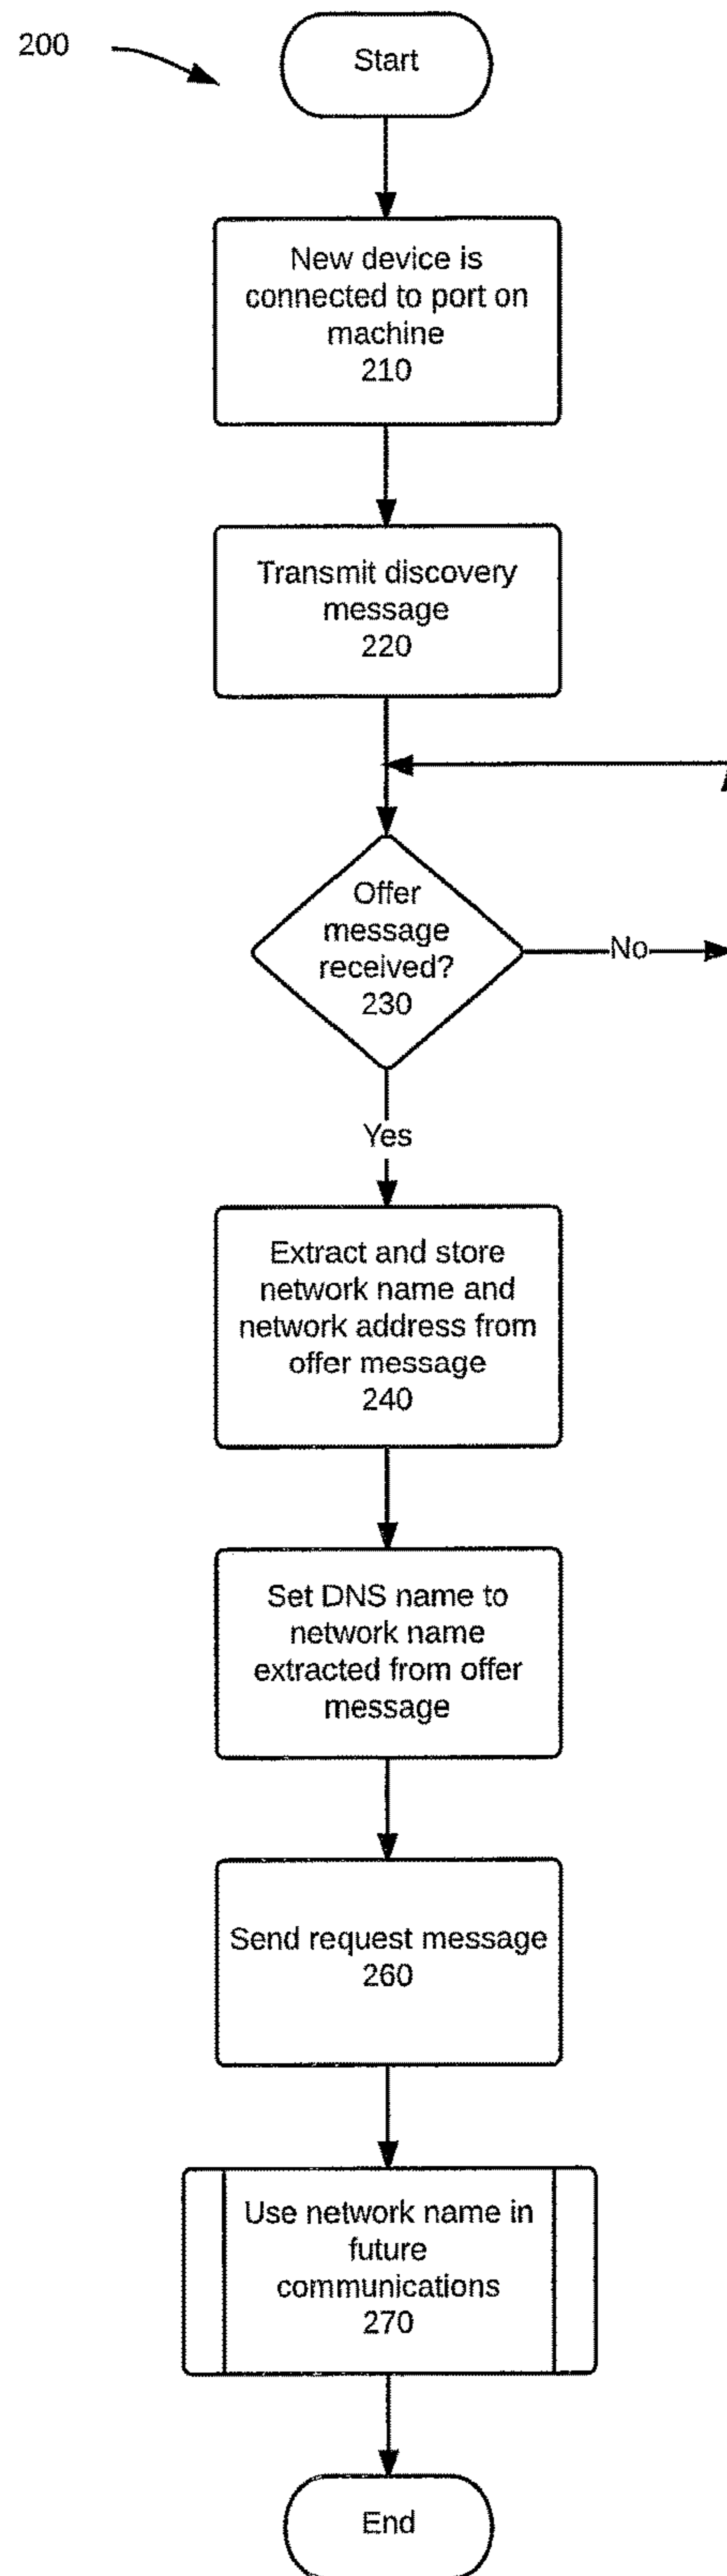 200
Start
New device is
connected to port on
machine
210
Transmit discovery
message
220
Offer
message
received?
230
No
Yes
Extract and store
network name and
network address from
offer message
240
Set DNS name to
network name
extracted from offer
message
Send request message
260
Use network name in
future
communications
270
End